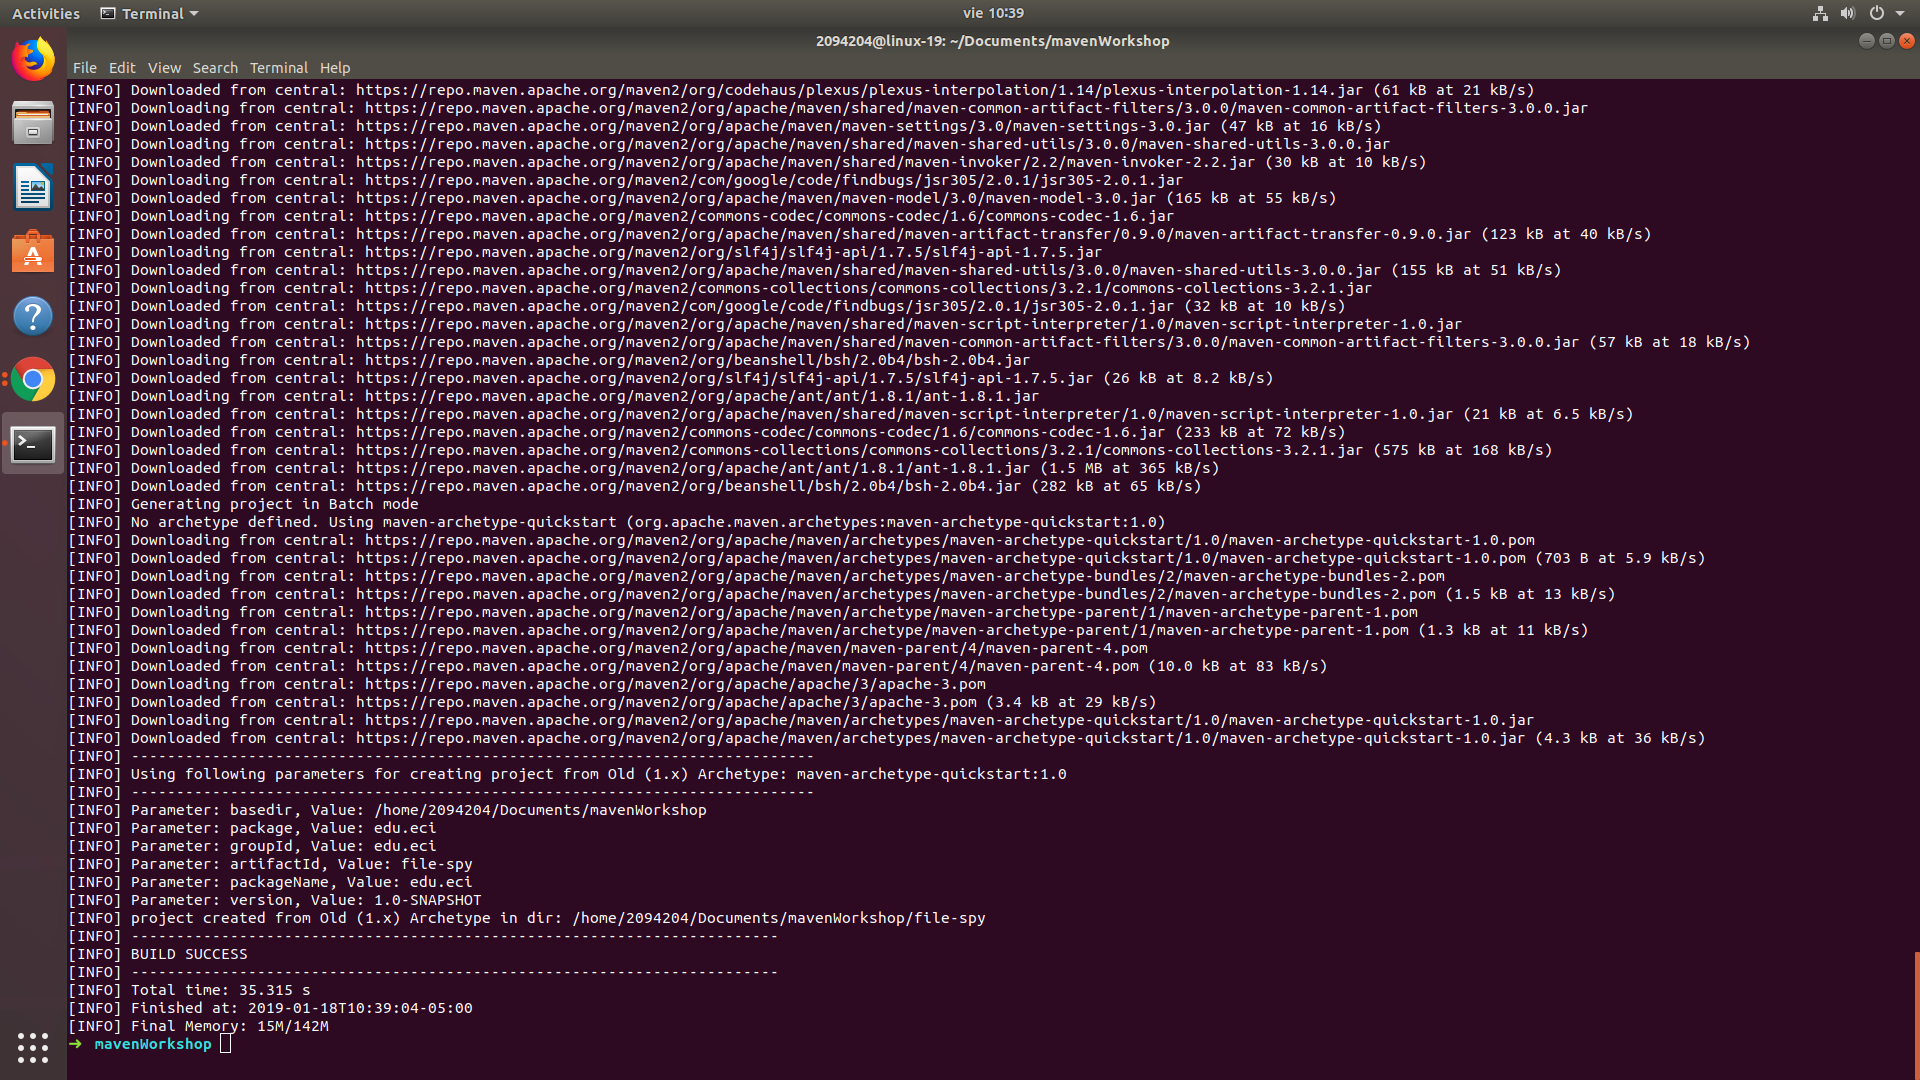 Activities Terminal vie 10:39
2094204@linux-19: ~/Documents/mavenWorkshop
File Edit View Search Terminal Help
[INFO] Downloaded from central: https://repo.maven.apache.org/maven2/org/codehaus/plexus/plexus-interpolation/1.14/plexus-interpolation-1.14.jar (61 kB at 21 kB/s)
[INFO] Downloading from central: https://repo.maven.apache.org/maven2/org/apache/maven/shared/maven-common-artifact-filters/3.0.0/maven-common-artifact-filters-3.0.0.jar
[INFO] Downloaded from central: https://repo.maven.apache.org/maven2/org/apache/maven/maven-settings/3.0/maven-settings-3.0.jar (47 kB at 16 kB/s)
[INFO] Downloading from central: https://repo.maven.apache.org/maven2/org/apache/maven/shared/maven-shared-utils/3.0.0/maven-shared-utils-3.0.0.jar
[INFO] Downloaded from central: https://repo.maven.apache.org/maven2/org/apache/maven/shared/maven-invoker/2.2/maven-invoker-2.2.jar (30 kB at 10 kB/s)
[INFO] Downloading from central: https://repo.maven.apache.org/maven2/com/google/code/findbugs/jsr305/2.0.1/jsr305-2.0.1.jar
[INFO] Downloaded from central: https://repo.maven.apache.org/maven2/org/apache/maven/maven-model/3.0/maven-model-3.0.jar (165 kB at 55 kB/s)
[INFO] Downloading from central: https://repo.maven.apache.org/maven2/commons-codec/commons-codec/1.6/commons-codec-1.6.jar
[INFO] Downloaded from central: https://repo.maven.apache.org/maven2/org/apache/maven/shared/maven-artifact-transfer/0.9.0/maven-artifact-transfer-0.9.0.jar (123 kB at 40 kB/s)
[INFO] Downloading from central: https://repo.maven.apache.org/maven2/org/slf4j/slf4j-api/1.7.5/slf4j-api-1.7.5.jar
[INFO] Downloaded from central: https://repo.maven.apache.org/maven2/org/apache/maven/shared/maven-shared-utils/3.0.0/maven-shared-utils-3.0.0.jar (155 kB at 51 kB/s)
[INFO] Downloading from central: https://repo.maven.apache.org/maven2/commons-collections/commons-collections/3.2.1/commons-collections-3.2.1.jar
[INFO] Downloaded from central: https://repo.maven.apache.org/maven2/com/google/code/findbugs/jsr305/2.0.1/jsr305-2.0.1.jar (32 kB at 10 kB/s)
[INFO] Downloading from central: https://repo.maven.apache.org/maven2/org/apache/maven/shared/maven-script-interpreter/1.0/maven-script-interpreter-1.0.jar
[INFO] Downloaded from central: https://repo.maven.apache.org/maven2/org/apache/maven/shared/maven-common-artifact-filters/3.0.0/maven-common-artifact-filters-3.0.0.jar (57 kB at 18 kB/s)
[INFO] Downloading from central: https://repo.maven.apache.org/maven2/org/beanshell/bsh/2.0b4/bsh-2.0b4.jar
[INFO] Downloaded from central: https://repo.maven.apache.org/maven2/org/slf4j/slf4j-api/1.7.5/slf4j-api-1.7.5.jar (26 kB at 8.2 kB/s)
[INFO] Downloading from central: https://repo.maven.apache.org/maven2/org/apache/ant/ant/1.8.1/ant-1.8.1.jar
[INFO] Downloaded from central: https://repo.maven.apache.org/maven2/org/apache/maven/shared/maven-script-interpreter/1.0/maven-script-interpreter-1.0.jar (21 kB at 6.5 kB/s)
[INFO] Downloaded from central: https://repo.maven.apache.org/maven2/commons-codec/commons-codec/1.6/commons-codec-1.6.jar (233 kB at 72 kB/s)
[INFO] Downloaded from central: https://repo.maven.apache.org/maven2/commons-collections/commons-collections/3.2.1/commons-collections-3.2.1.jar (575 kB at 168 kB/s)
[INFO] Downloaded from central: https://repo.maven.apache.org/maven2/org/apache/ant/ant/1.8.1/ant-1.8.1.jar (1.5 MB at 365 kB/s)
[INFO] Downloaded from central: https://repo.maven.apache.org/maven2/org/beanshell/bsh/2.0b4/bsh-2.0b4.jar (282 kB at 65 kB/s)
[INFO] Generating project in Batch mode
[INFO] No archetype defined. Using maven-archetype-quickstart (org.apache.maven.archetypes:maven-archetype-quickstart:1.0)
[INFO] Downloading from central: https://repo.maven.apache.org/maven2/org/apache/maven/archetypes/maven-archetype-quickstart/1.0/maven-archetype-quickstart-1.0.pom
[INFO] Downloaded from central: https://repo.maven.apache.org/maven2/org/apache/maven/archetypes/maven-archetype-quickstart/1.0/maven-archetype-quickstart-1.0.pom (703 B at 5.9 kB/s)
[INFO] Downloading from central: https://repo.maven.apache.org/maven2/org/apache/maven/archetypes/maven-archetype-bundles/2/maven-archetype-bundles-2.pom
[INFO] Downloaded from central: https://repo.maven.apache.org/maven2/org/apache/maven/archetypes/maven-archetype-bundles/2/maven-archetype-bundles-2.pom (1.5 kB at 13 kB/s)
[INFO] Downloading from central: https://repo.maven.apache.org/maven2/org/apache/maven/archetype/maven-archetype-parent/1/maven-archetype-parent-1.pom
[INFO] Downloaded from central: https://repo.maven.apache.org/maven2/org/apache/maven/archetype/maven-archetype-parent/1/maven-archetype-parent-1.pom (1.3 kB at 11 kB/s)
[INFO] Downloading from central: https://repo.maven.apache.org/maven2/org/apache/maven/maven-parent/4/maven-parent-4.pom
[INFO] Downloaded from central: https://repo.maven.apache.org/maven2/org/apache/maven/maven-parent/4/maven-parent-4.pom (10.0 kB at 83 kB/s)
[INFO] Downloading from central: https://repo.maven.apache.org/maven2/org/apache/apache/3/apache-3.pom
[INFO] Downloaded from central: https://repo.maven.apache.org/maven2/org/apache/apache/3/apache-3.pom (3.4 kB at 29 kB/s)
[INFO] Downloading from central: https://repo.maven.apache.org/maven2/org/apache/maven/archetypes/maven-archetype-quickstart/1.0/maven-archetype-quickstart-1.0.jar
[INFO] Downloaded from central: https://repo.maven.apache.org/maven2/org/apache/maven/archetypes/maven-archetype-quickstart/1.0/maven-archetype-quickstart-1.0.jar (4.3 kB at 36 kB/s)
[INFO] ----------------------------------------------------------------------------
[INFO] Using following parameters for creating project from Old (1.x) Archetype: maven-archetype-quickstart:1.0
[INFO] ----------------------------------------------------------------------------
[INFO] Parameter: basedir, Value: /home/2094204/Documents/mavenWorkshop
[INFO] Parameter: package, Value: edu.eci
[INFO] Parameter: groupId, Value: edu.eci
[INFO] Parameter: artifactId, Value: file-spy
[INFO] Parameter: packageName, Value: edu.eci
[INFO] Parameter: version, Value: 1.0-SNAPSHOT
[INFO] project created from Old (1.x) Archetype in dir: /home/2094204/Documents/mavenWorkshop/file-spy
[INFO] ------------------------------------------------------------------------
[INFO] BUILD SUCCESS
[INFO] ------------------------------------------------------------------------
[INFO] Total time: 35.315 s
[INFO] Finished at: 2019-01-18T10:39:04-05:00
[INFO] Final Memory: 15M/142M
➜ mavenWorkshop